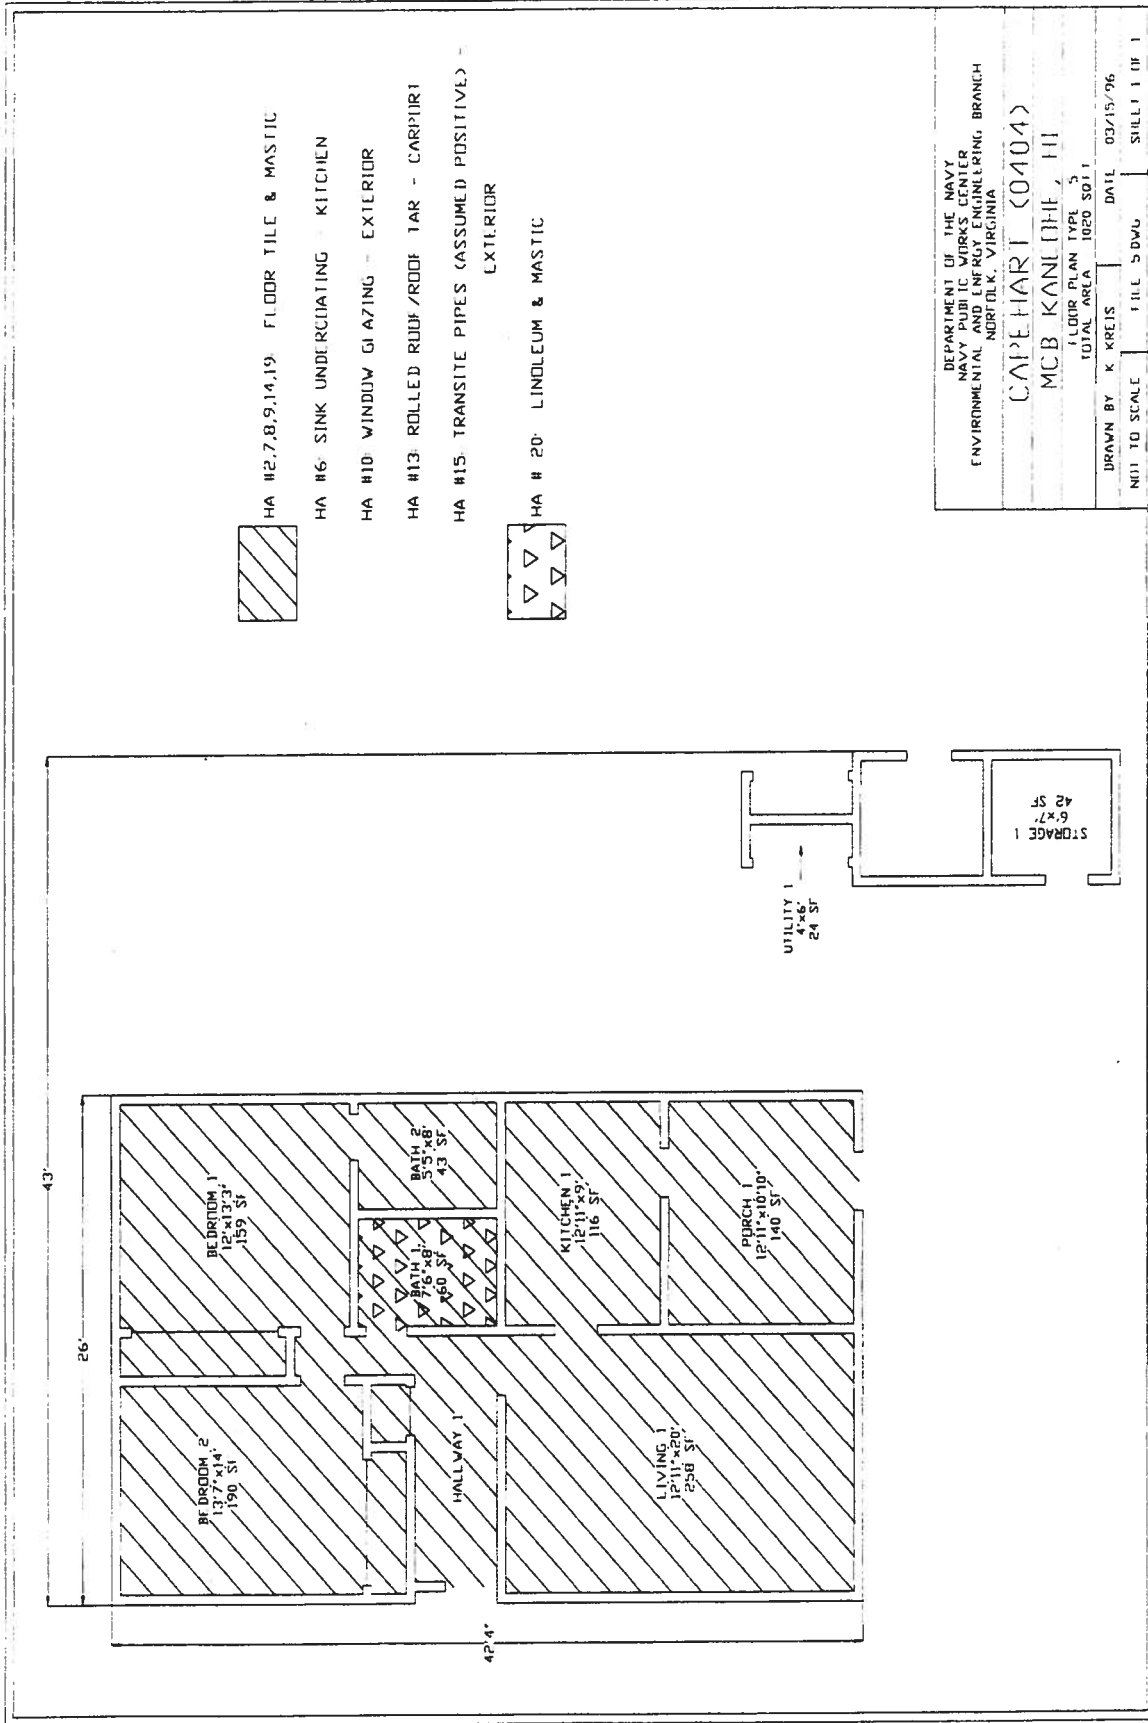 43'
26'
42'4"
BEDROOM 2
13'7"x14'
190 SF
BEDROOM 1
12'x13'3"
159 SF
BATH 1
7'6"x8'
60 SF
BATH 2
5'5"x8'
43 SF
HALLWAY 1
KITCHEN 1
12'11"x9'
116 SF
LIVING 1
12'11"x20'
258 SF
PORCH 1
12'11"x10'10"
140 SF
UTILITY 1
4'x6'
24 SF
STORAGE 1
6'x7'
42 SF
HA #2,7,8,9,14,19 FLOOR TILE & MASTIC
HA #6 SINK UNDERCOATING KITCHEN
HA #10 WINDOW GLAZING - EXTERIOR
HA #13 ROLLED ROOF/ROOF TAR - CARPORT
HA #15 TRANSITE PIPES (ASSUMED POSITIVE) -
EXTERIOR
HA # 20 LINOLEUM & MASTIC
DEPARTMENT OF THE NAVY
NAVY PUBLIC WORKS CENTER
ENVIRONMENTAL AND ENERGY ENGINEERING BRANCH
NORFOLK, VIRGINIA
CAPEHART (0404)
MCB KANEOHE, HI
FLOOR PLAN TYPE 5
TOTAL AREA 1020 SQFT
DRAWN BY K KREIS DATE 03/15/96
NOT TO SCALE FILE 5DWG SHEET 1 OF 1